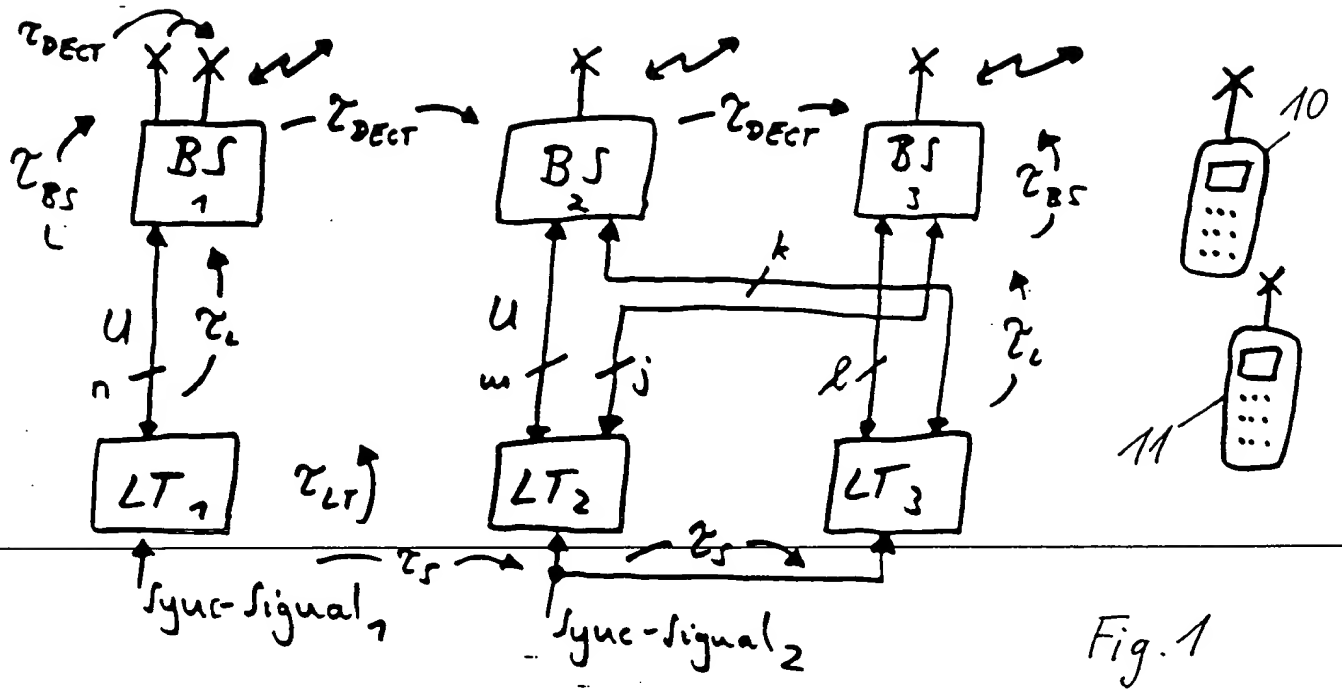 τDECT
10
τDECT
τDECT
BS 1
BS 2
BS 3
τBS
τBS
k
U
τL
n
U
m
j
l
τL
11
LT1
τLT
LT2
LT3
τS
τS
Sync-Signal1
Sync-Signal2
Fig. 1